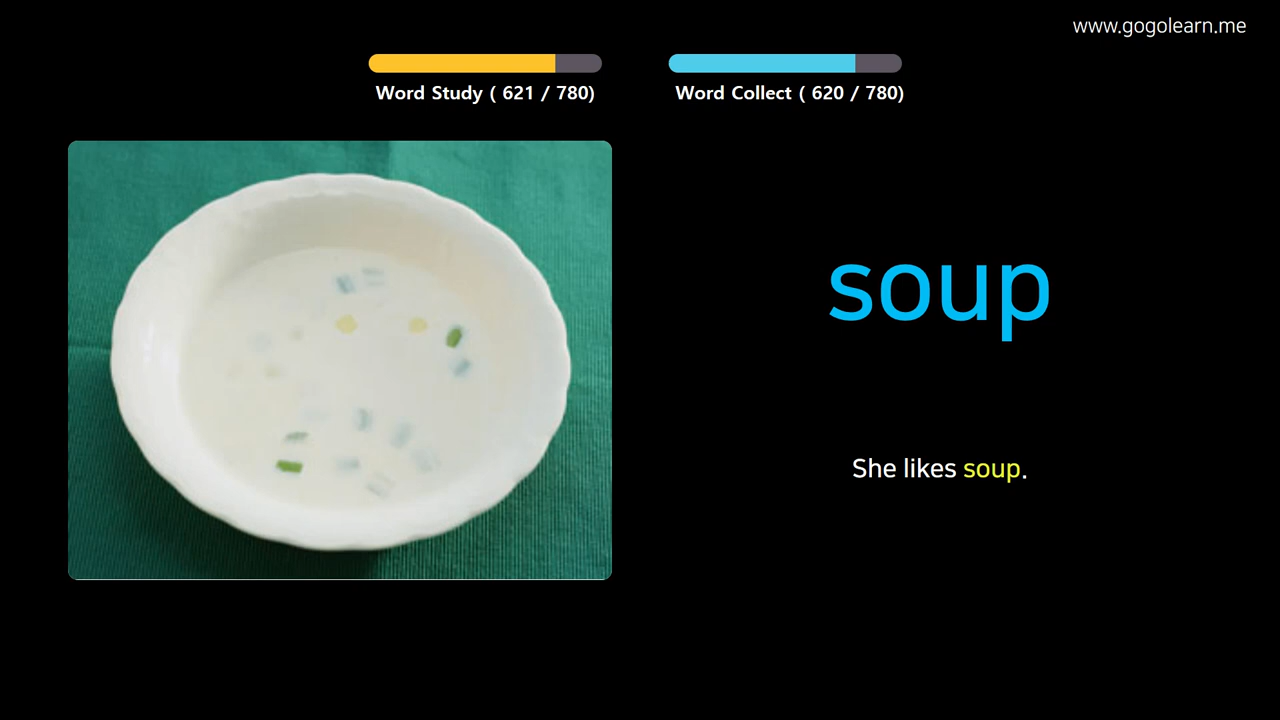 www.gogolearn.me
Word Study ( 621 / 780)
Word Collect ( 620 / 780)
soup
She likes soup.